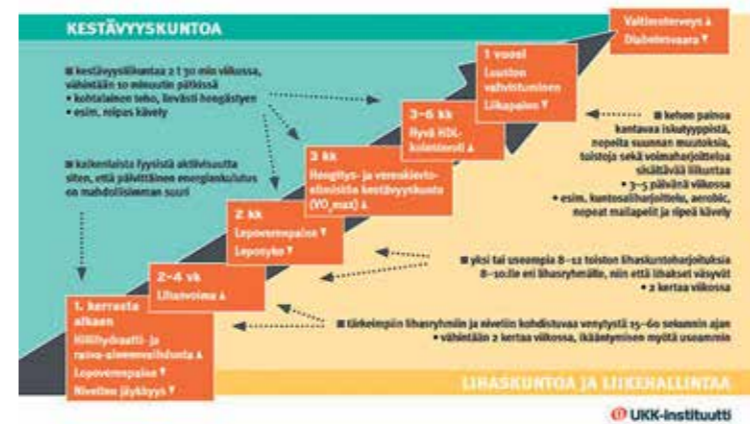 KESTÄVYYSKUNTOA
■ kestävyysliikuntaa 2 t 30 min viikossa,
vähintään 10 minuutin pätkissä
• kohtalainen teho, lievästi hengästyen
• esim. reipas kävely
■ kaikenlaista fyysistä aktiivisuutta
siten, että päivittäinen energiankulutus
on mahdollisimman suuri
1. kerrasta
alkaen
Hiilihydraatti- ja
rasva-aineenvaihdunta ▲
Lepoverenpaine ▼
Nivelten jäykkyys ▼
2–4 vk
Lihasvoima ▲
2 kk
Lepoverenpaine ▼
Leposyke ▼
3 kk
Hengitys- ja verenkierto-
elimistön kestävyyskunto
(VO₂max) ▲
3–6 kk
Hyvä HDL-
kolesteroli ▲
1 vuosi
Luuston
vahvistuminen
Liikapaino ▼
Valtimoterveys ▲
Diabetesvaara ▼
■ kehon painoa
kantavaa iskutyyppistä,
nopeita suunnan muutoksia,
toistoja sekä voimaharjoittelua
sisältävää liikuntaa
• 3–5 päivänä viikossa
• esim. kuntosaliharjoittelu, aerobic,
nopeat mailapelit ja ripeä kävely
■ yksi tai useampia 8–12 toiston lihaskuntoharjoituksia
8–10:lle eri lihasryhmälle, niin että lihakset väsyvät
• 2 kertaa viikossa
■ tärkeimpiin lihasryhmiin ja niveliin kohdistuvaa venytystä 15–60 sekunnin ajan
• vähintään 2 kertaa viikossa, ikääntymisen myötä useammin
LIHASKUNTOA JA LIIKEHALLINTAA
UKK-instituutti